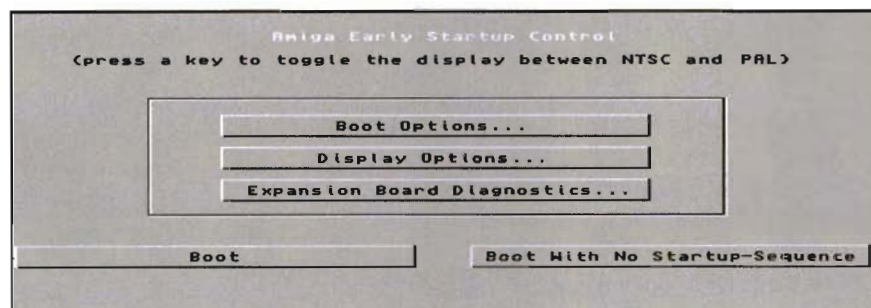 Amiga Early Startup Control
(press a key to toggle the display between NTSC and PAL)
Boot Options...
Display Options...
Expansion Board Diagnostics...
Boot
Boot With No Startup-Sequence